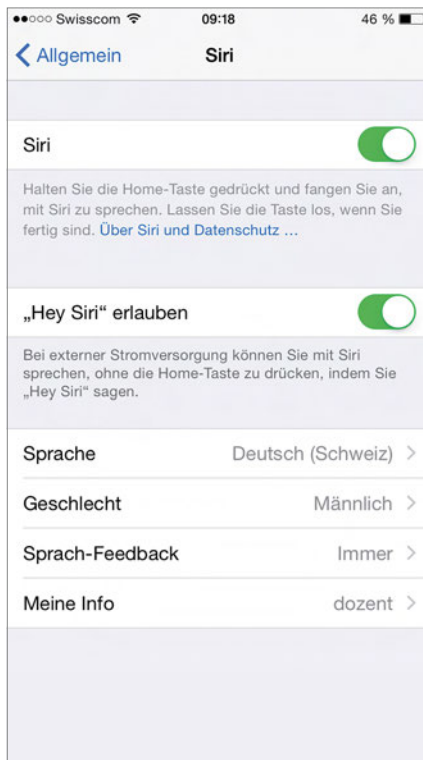 Swisscom 09:18 46 %
Allgemein Siri
Siri
Halten Sie die Home-Taste gedrückt und fangen Sie an,
mit Siri zu sprechen. Lassen Sie die Taste los, wenn Sie
fertig sind. Über Siri und Datenschutz …
„Hey Siri“ erlauben
Bei externer Stromversorgung können Sie mit Siri
sprechen, ohne die Home-Taste zu drücken, indem Sie
„Hey Siri“ sagen.
Sprache Deutsch (Schweiz)
Geschlecht Männlich
Sprach-Feedback Immer
Meine Info dozent